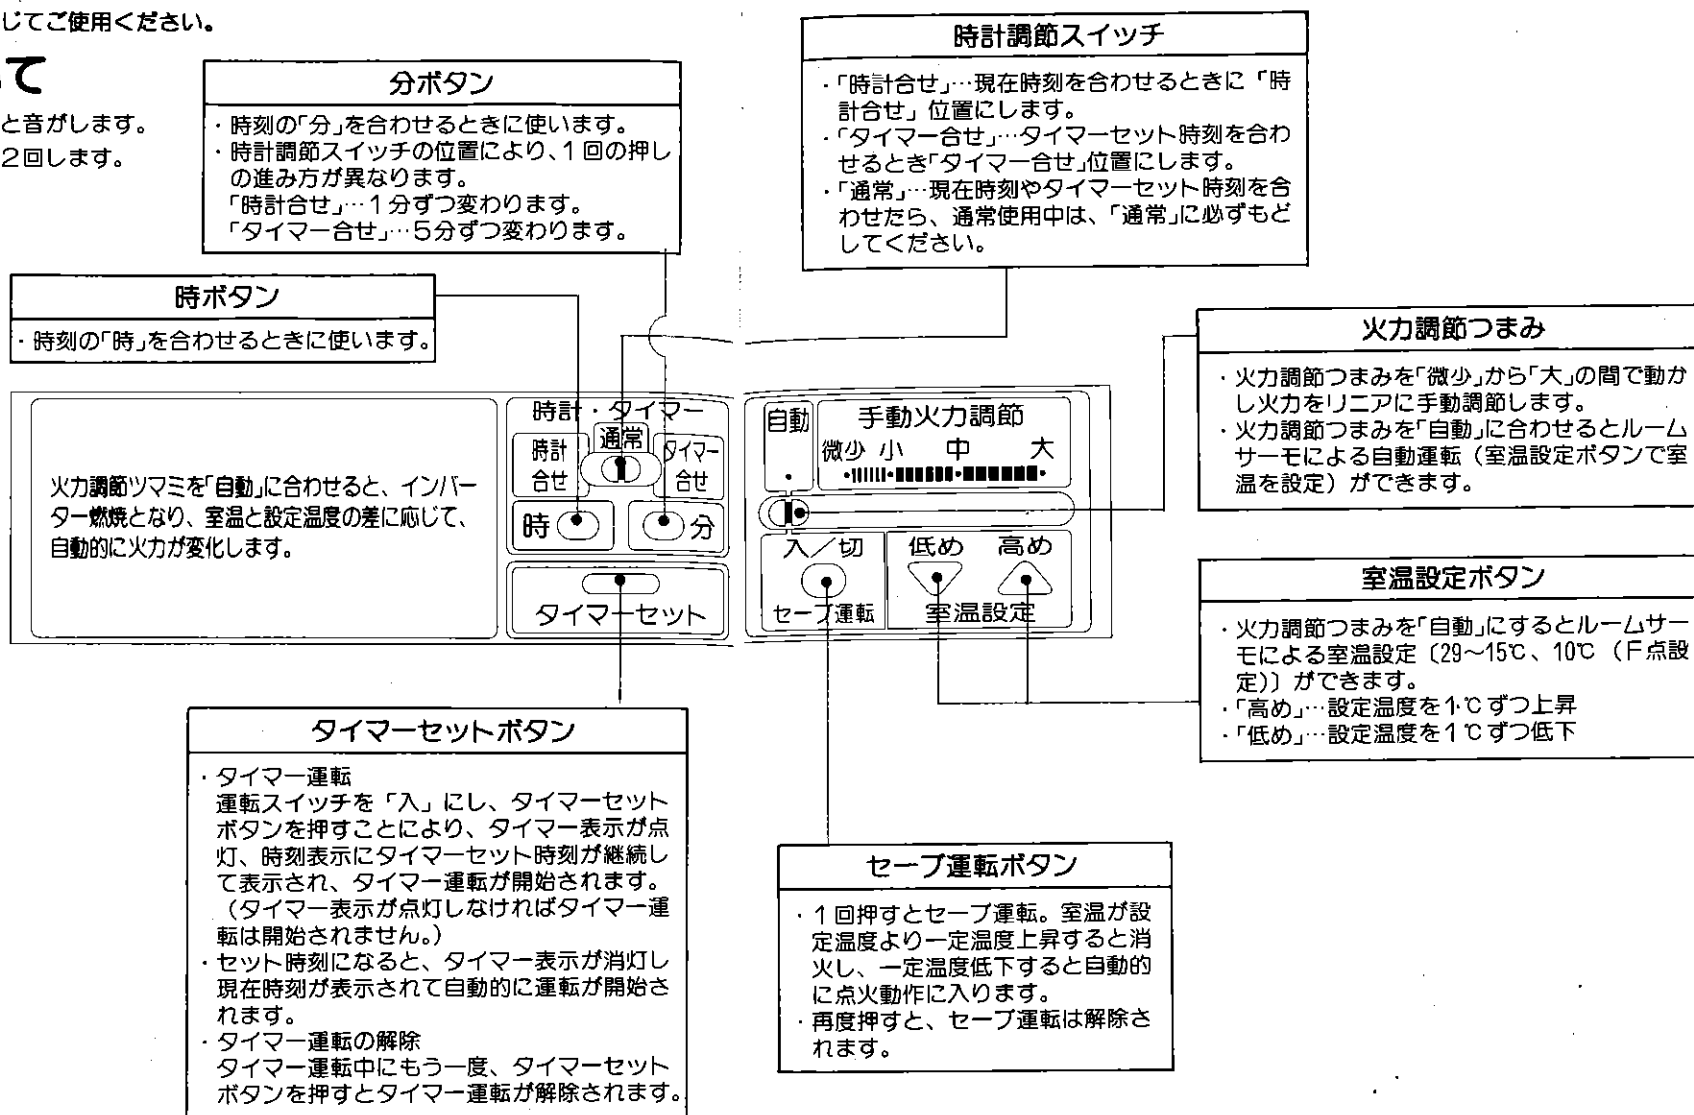 じてご使用ください。
て
と音がします。
2回します。
分ボタン
・時刻の「分」を合わせるときに使います。
・時計調節スイッチの位置により、1回の押し
の進み方が異なります。
「時計合せ」…1分ずつ変わります。
「タイマー合せ」…5分ずつ変わります。
時計調節スイッチ
・「時計合せ」…現在時刻を合わせるときに「時
計合せ」位置にします。
・「タイマー合せ」…タイマーセット時刻を合わ
せるとき「タイマー合せ」位置にします。
・「通常」…現在時刻やタイマーセット時刻を合
わせたら、通常使用中は、「通常」に必ずもど
してください。
時ボタン
・時刻の「時」を合わせるときに使います。
火力調節つまみ
・火力調節つまみを「微少」から「大」の間で動か
し火力をリニアに手動調節します。
・火力調節つまみを「自動」に合わせるとルーム
サーモによる自動運転（室温設定ボタンで室
温を設定）ができます。
火力調節ツマミを「自動」に合わせると、インバー
ター燃焼となり、室温と設定温度の差に応じて、
自動的に火力が変化します。
時計・タイマー
時計
合せ
通常
タイマー
合せ
時
分
タイマーセット
自動
手動火力調節
微少 小 中 大
入／切
セーブ運転
低め 高め
室温設定
室温設定ボタン
・火力調節つまみを「自動」にするとルームサー
モによる室温設定〔29～15℃、10℃（F点設
定)〕ができます。
・「高め」…設定温度を1℃ずつ上昇
・「低め」…設定温度を1℃ずつ低下
タイマーセットボタン
・タイマー運転
運転スイッチを「入」にし、タイマーセット
ボタンを押すことにより、タイマー表示が点
灯、時刻表示にタイマーセット時刻が継続し
て表示され、タイマー運転が開始されます。
（タイマー表示が点灯しなければタイマー運
転は開始されません。）
・セット時刻になると、タイマー表示が消灯し
現在時刻が表示されて自動的に運転が開始さ
れます。
・タイマー運転の解除
タイマー運転中にもう一度、タイマーセット
ボタンを押すとタイマー運転が解除されます。
セーブ運転ボタン
・1回押すとセーブ運転。室温が設
定温度より一定温度上昇すると消
火し、一定温度低下すると自動的
に点火動作に入ります。
・再度押すと、セーブ運転は解除さ
れます。